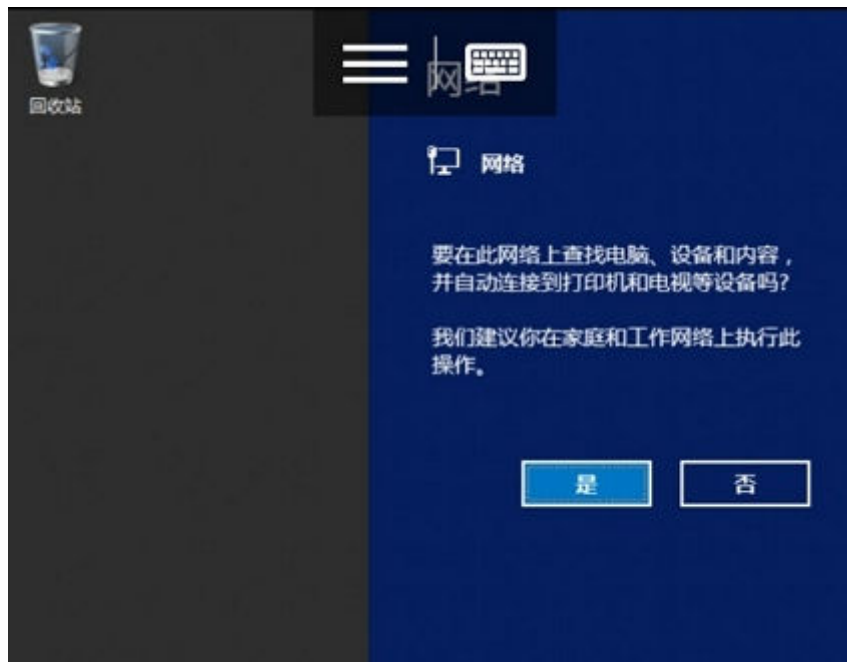 回收站
网络
网络
要在此网络上查找电脑、设备和内容，
并自动连接到打印机和电视等设备吗?
我们建议你在家庭和工作网络上执行此
操作。
是
否